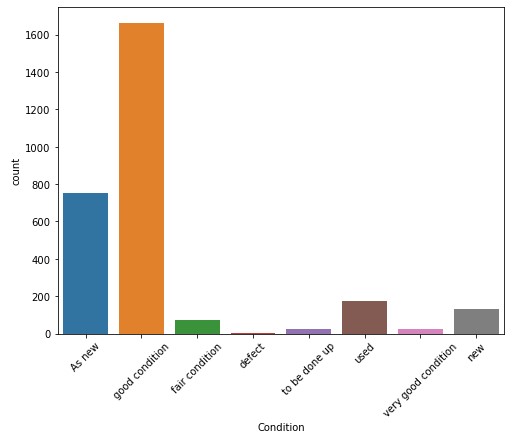 1600
1400
1200
1000
800
600
400
200
0
count
As new
good condition
fair condition
defect
to be done up
used
very good condition
new
Condition